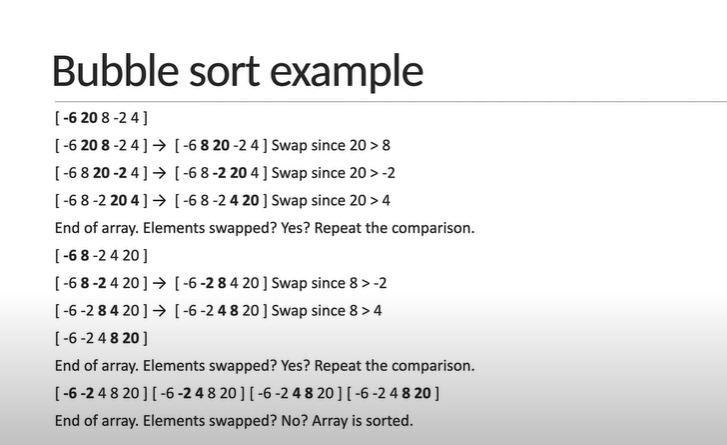 Bubble sort example
[ -6 20 8 -2 4 ]
[ -6 20 8 -2 4 ] → [ -6 8 20 -2 4 ] Swap since 20 > 8
[ -6 8 20 -2 4 ] → [ -6 8 -2 20 4 ] Swap since 20 > -2
[ -6 8 -2 20 4 ] → [ -6 8 -2 4 20 ] Swap since 20 > 4
End of array. Elements swapped? Yes? Repeat the comparison.
[ -6 8 -2 4 20 ]
[ -6 8 -2 4 20 ] → [ -6 -2 8 4 20 ] Swap since 8 > -2
[ -6 -2 8 4 20 ] → [ -6 -2 4 8 20 ] Swap since 8 > 4
[ -6 -2 4 8 20 ]
End of array. Elements swapped? Yes? Repeat the comparison.
[ -6 -2 4 8 20 ] [ -6 -2 4 8 20 ] [ -6 -2 4 8 20 ] [ -6 -2 4 8 20 ]
End of array. Elements swapped? No? Array is sorted.